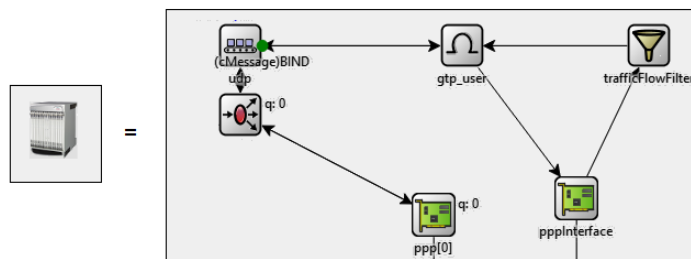 (cMessage)BIND
udp
gtp_user
trafficFlowFilter
q: 0
=
q: 0
pppInterface
ppp[0]